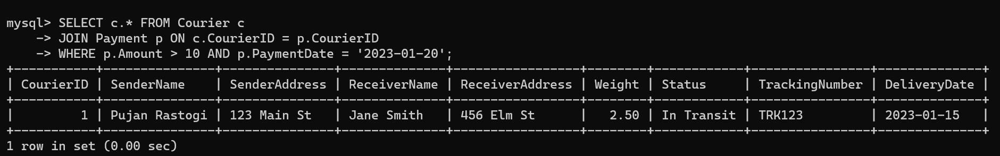 mysql> SELECT c.* FROM Courier c
    -> JOIN Payment p ON c.CourierID = p.CourierID
    -> WHERE p.Amount > 10 AND p.PaymentDate = '2023-01-20';
+-----------+---------------+---------------+--------------+-----------------+--------+------------+----------------+--------------+
| CourierID | SenderName    | SenderAddress | ReceiverName | ReceiverAddress | Weight | Status     | TrackingNumber | DeliveryDate |
+-----------+---------------+---------------+--------------+-----------------+--------+------------+----------------+--------------+
|         1 | Pujan Rastogi | 123 Main St   | Jane Smith   | 456 Elm St      |   2.50 | In Transit | TRK123         | 2023-01-15   |
+-----------+---------------+---------------+--------------+-----------------+--------+------------+----------------+--------------+
1 row in set (0.00 sec)